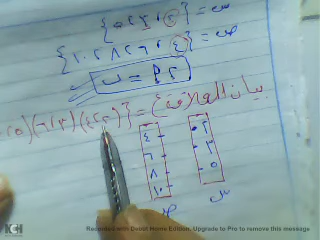 س = {٢، ٣، ٥}
ص = {٤، ٦، ٨، ١٠}
٢م = ب
بيان العلاقة = {(٢، ٤) (٣، ٦) (٥،
٤ ٢
٦ ٣
٨ ٥
١٠
ص س
Recorded with Debut Home Edition. Upgrade to Pro to remove this message